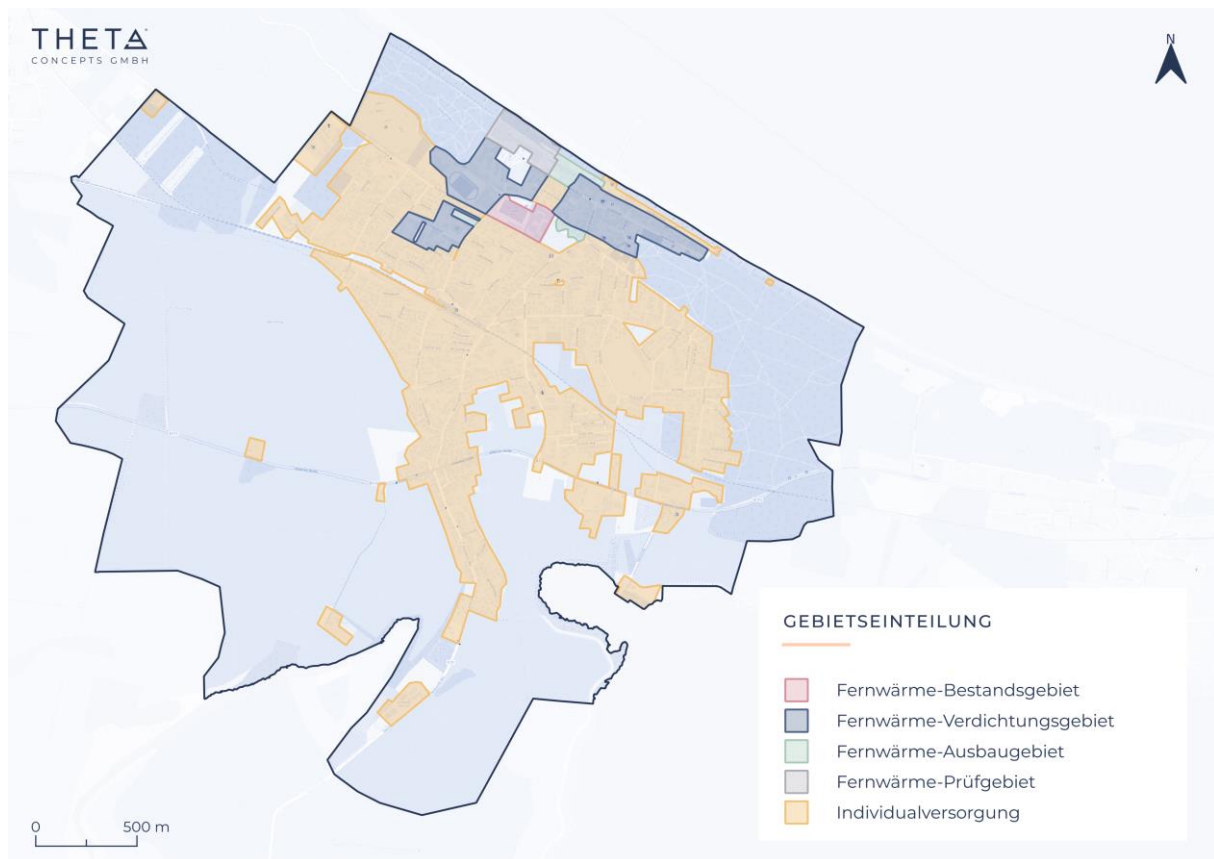 THETA
CONCEPTS GMBH
N
GEBIETSEINTEILUNG
Fernwärme-Bestandsgebiet
Fernwärme-Verdichtungsgebiet
Fernwärme-Ausbaugebiet
Fernwärme-Prüfgebiet
Individualversorgung
0 500 m